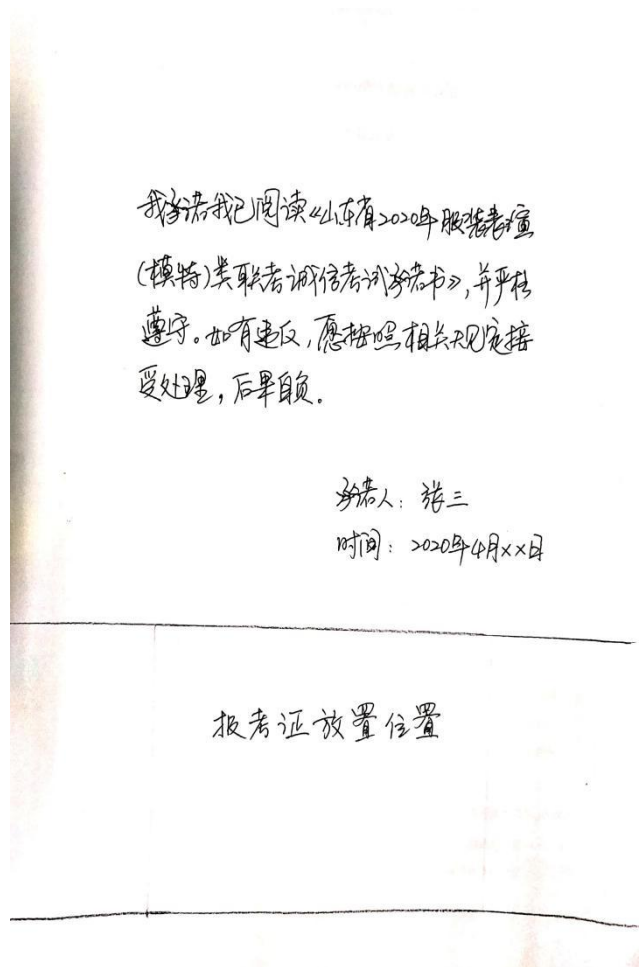 我承诺我已阅读《山东省2020年服装表演
(模特)类联考诚信考试承诺书》,并严格
遵守。如有违反,愿按照相关规定接
受处理,后果自负。
承诺人:张三
时间:2020年4月××日
报考证放置位置